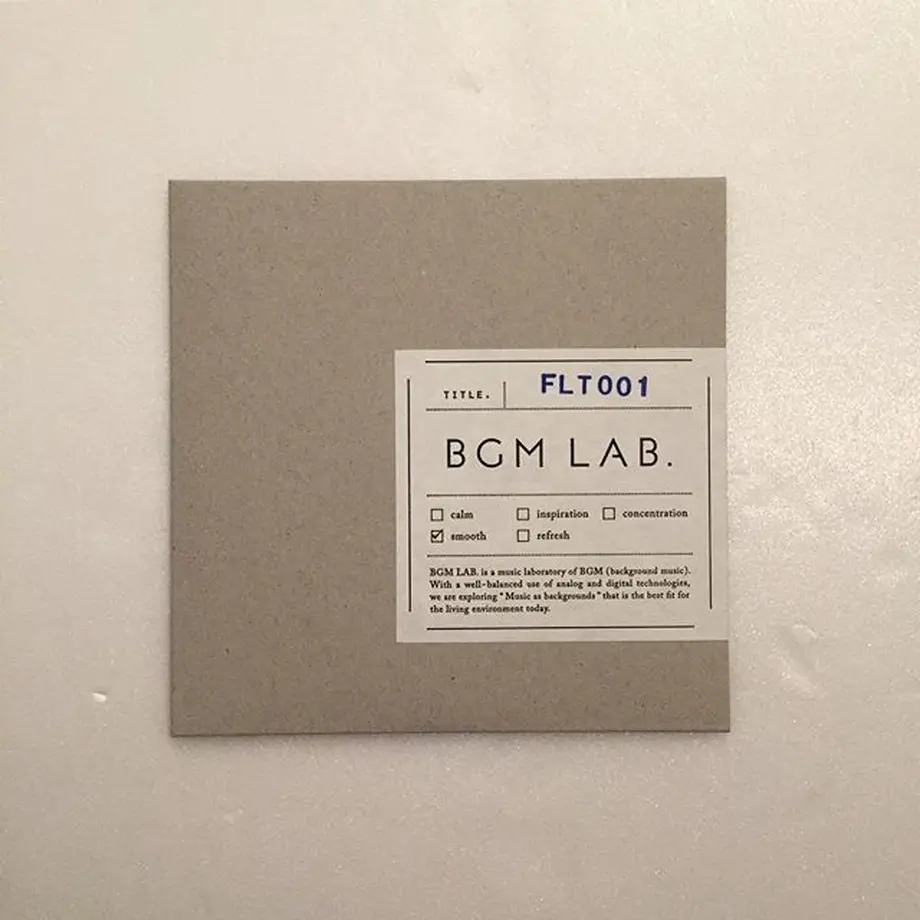 TITLE. FLT001
BGM LAB.
calm inspiration concentration
smooth refresh
BGM LAB. is a music laboratory of BGM (background music).
With a well-balanced use of analog and digital technologies,
we are exploring "Music as backgrounds" that is the best fit for
the living environment today.